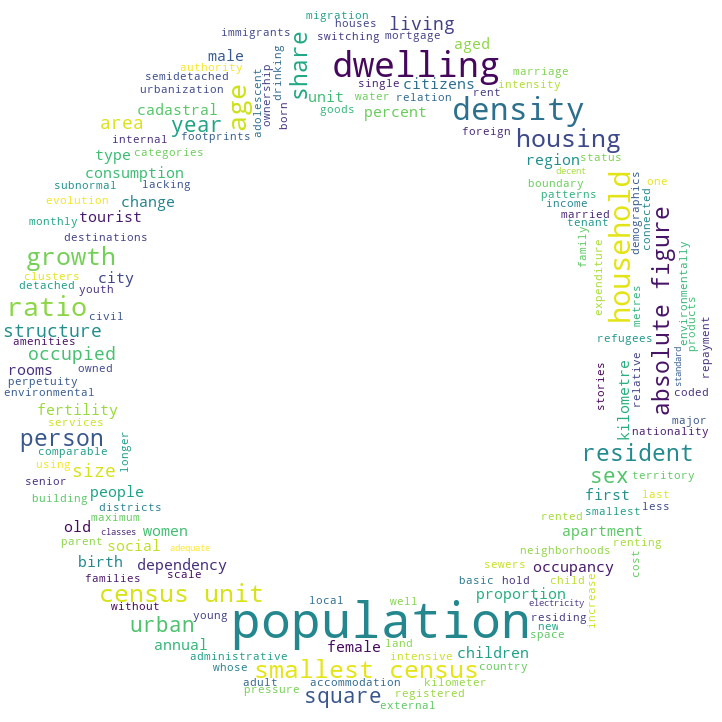 migration
immigrants
houses
living
switching
mortgage
share
aged
male
dwelling
authority
semidetached
drinking
adolescent
ownership
marriage
urbanization
single
water
citizens
intensity
rent
age
unit
relation
density
cadastral
born
goods
percent
area
year
foreign
housing
footprints
internal
type
categories
region
status
consumption
decent
subnormal
lacking
boundary
household
demographics
connected
one
evolution
change
patterns
income
monthly
tourist
married
tenant
absolute figure
destinations
family
growth
expenditure
environmentally
products
clusters
city
detached
youth
metres
ratio
civil
repayment
structure
refugees
amenities
occupied
standard
rooms
owned
stories
kilometre
relative
perpetuity
environmental
coded
fertility
major
services
person
nationality
comparable
longer
resident
using
size
sex
territory
senior
building
people
first
last
districts
less
maximum
smallest
old
classes
women
rented
apartment
parent
social
adequate
neighborhoods
renting
cost
birth
dependency
sewers
occupancy
families
scale
basic
hold
child
increase
census unit
proportion
without
local
well
electricity
young
population
residing
urban
new
space
annual
female
land
administrative
intensive
children
whose
smallest census
country
adult
accommodation
kilometer
pressure
square
registered
external